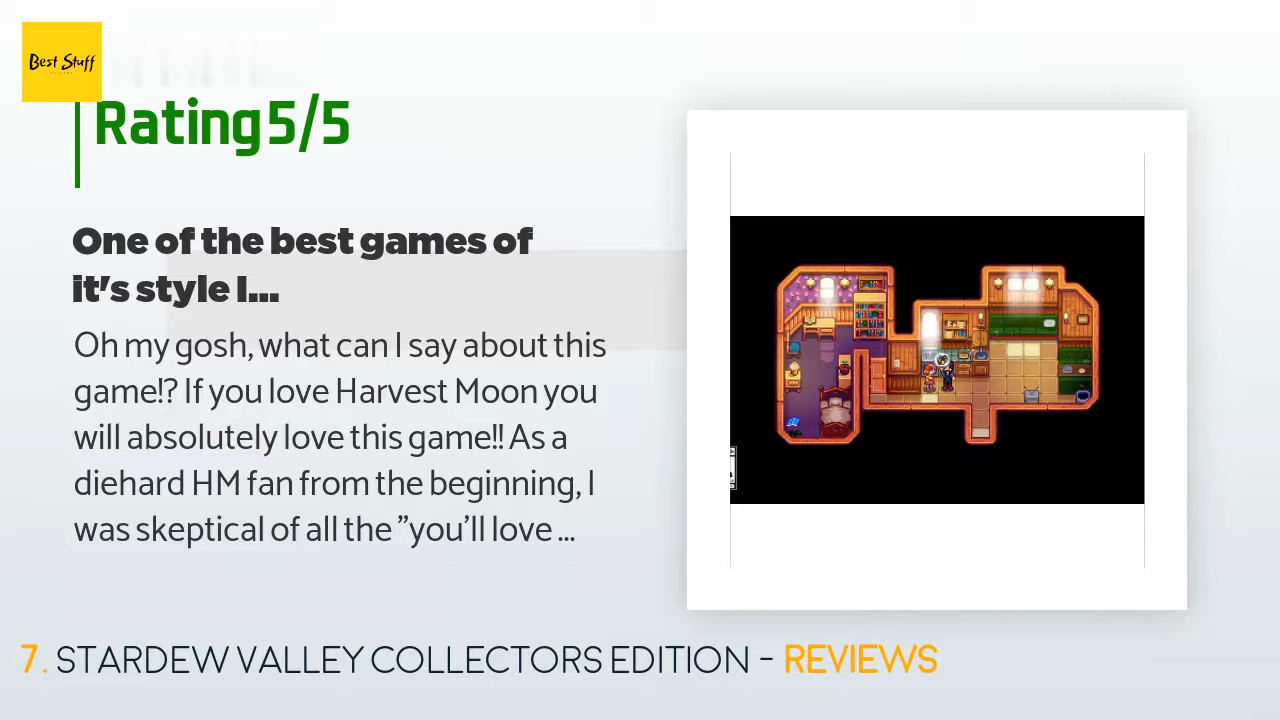 Best Stuff
Rating 5/5
One of the best games of
it's style I...
Oh my gosh, what can I say about this
game!? If you love Harvest Moon you
will absolutely love this game!! As a
diehard HM fan from the beginning, I
was skeptical of all the "you'll love ...
7. STARDEW VALLEY COLLECTORS EDITION - REVIEWS